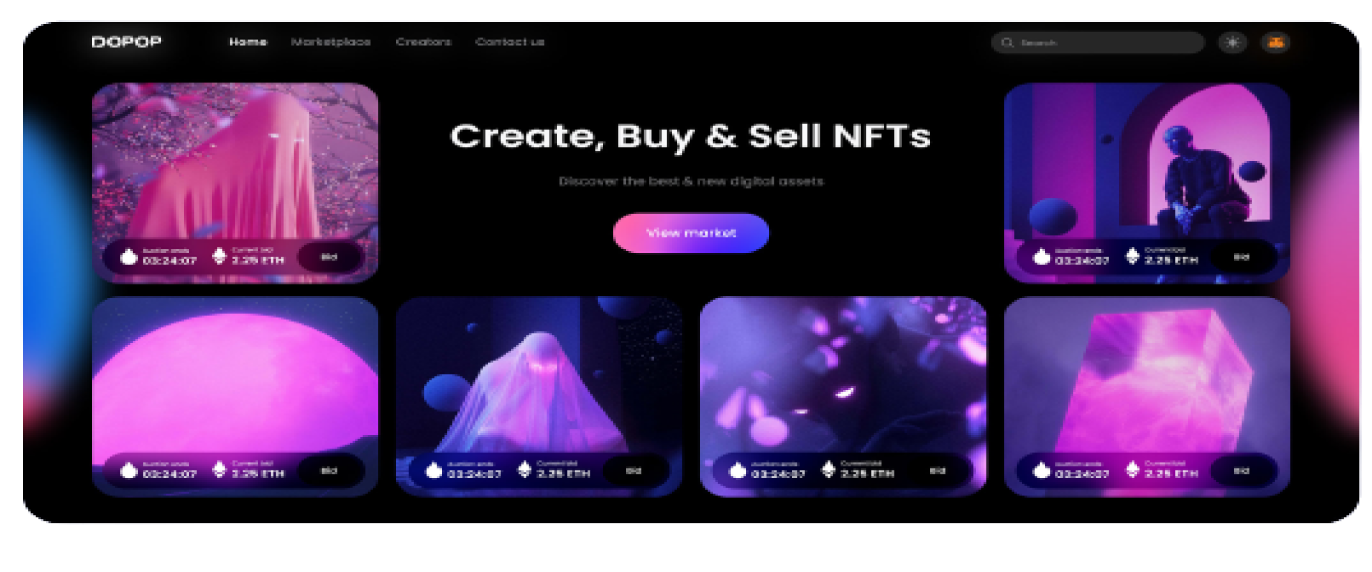 DOPOP Home Marketplace Creators Contact us Search
Create, Buy & Sell NFTs
Discover the best & new digital assets
View market
Auction ends Current bid
03:24:07 2.25 ETH Bid
Auction ends Current bid
03:24:07 2.25 ETH Bid
Auction ends Current bid
03:24:07 2.25 ETH Bid
Auction ends Current bid
03:24:07 2.25 ETH Bid
Auction ends Current bid
03:24:07 2.25 ETH Bid
Auction ends Current bid
03:24:07 2.25 ETH Bid